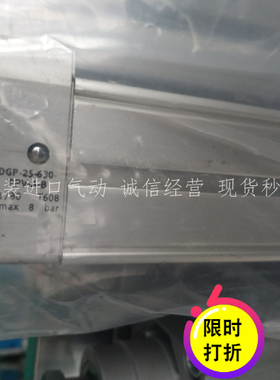 DGP-25-630-
装进口气动 诚信经营 现货秒
1608
max 8 bar
限时
打折